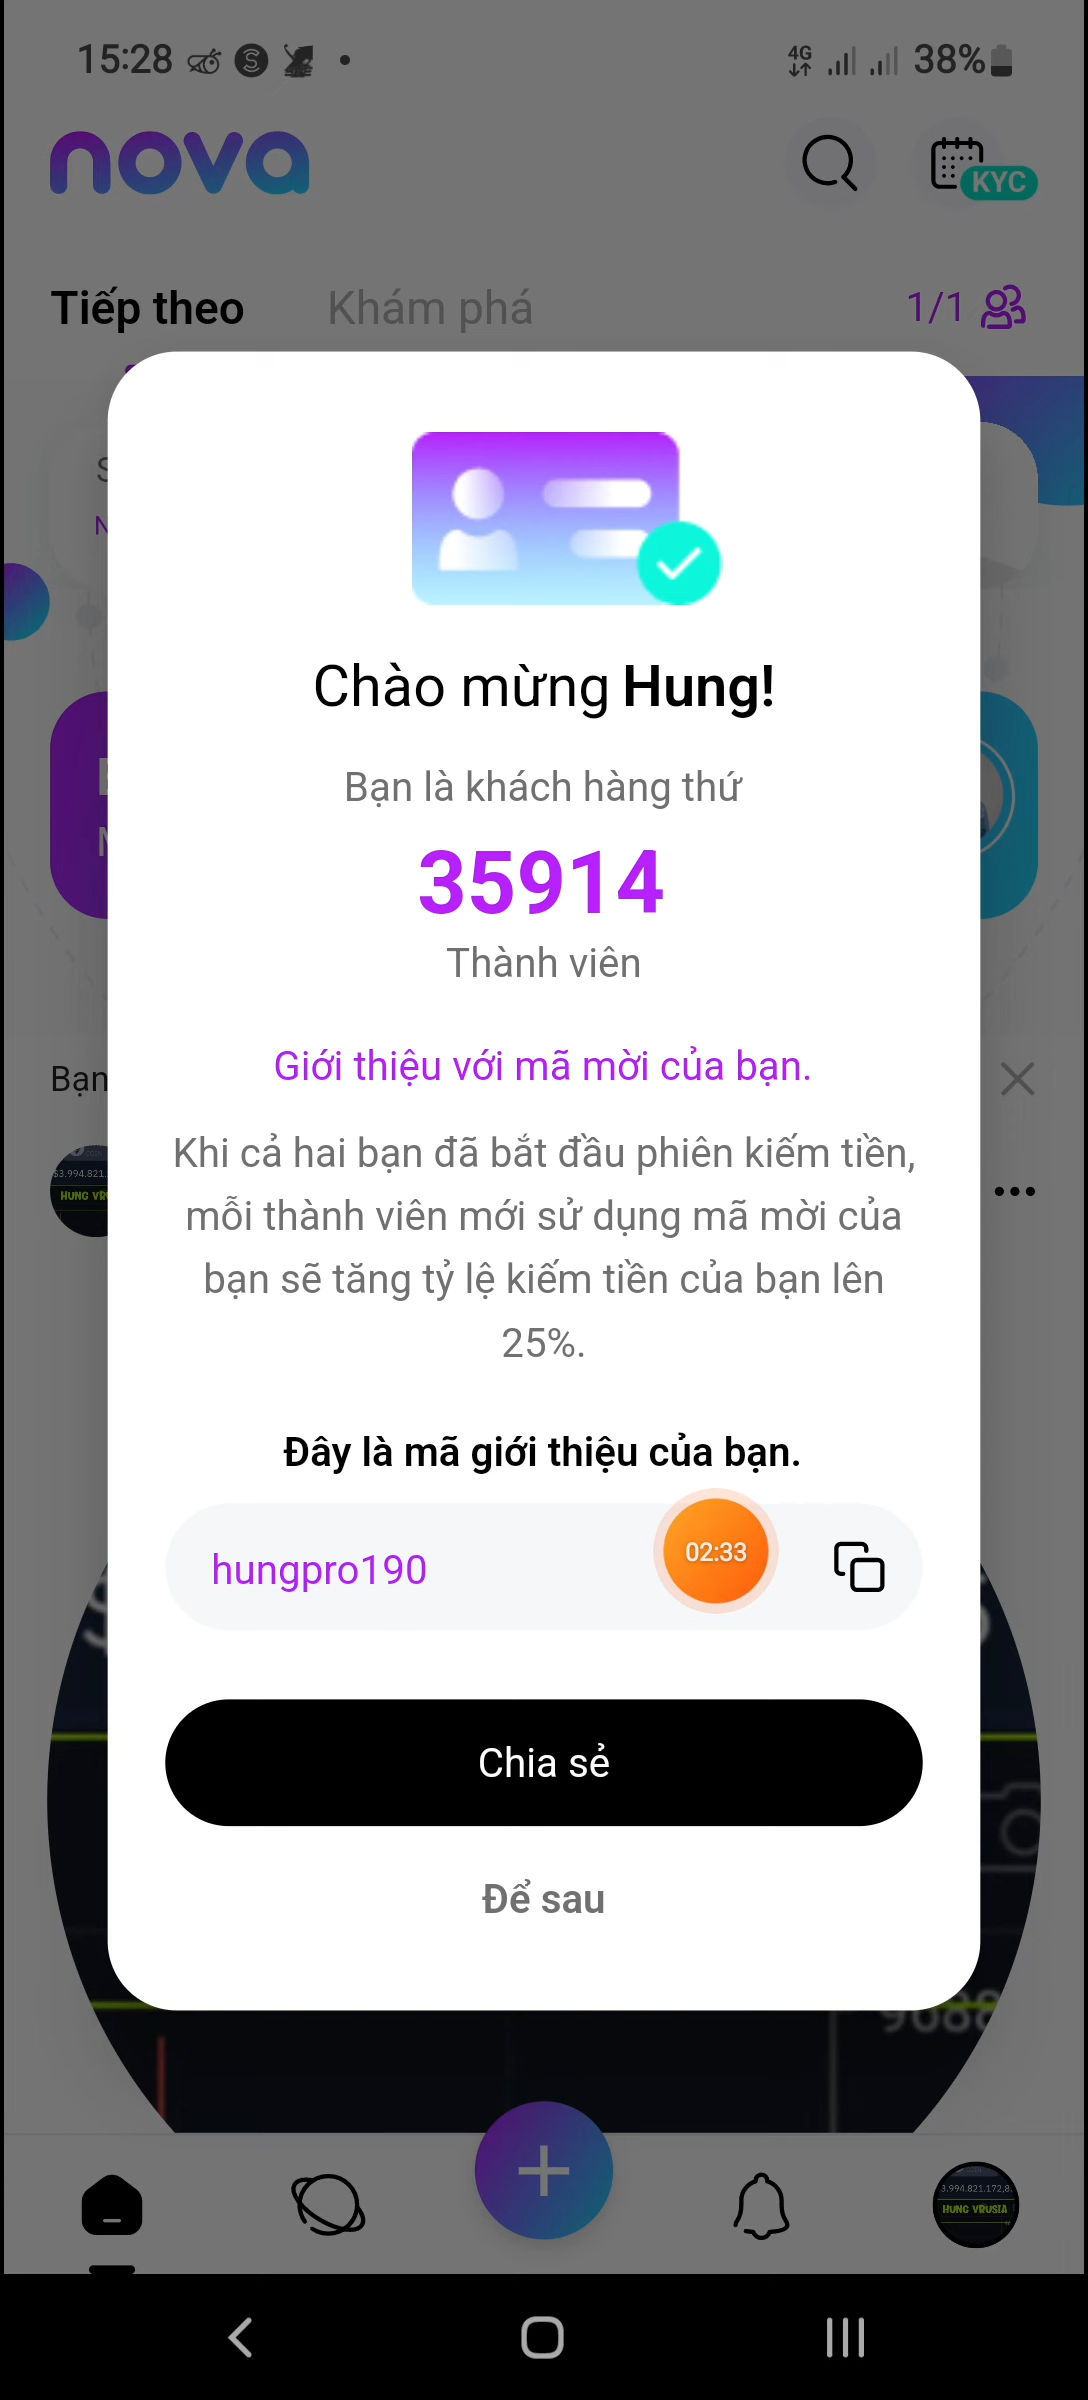 15:28
4G
38%
nova
KYC
Tiếp theo
Khám phá
1/1
Chào mừng Hung!
Bạn là khách hàng thứ
35914
Thành viên
Giới thiệu với mã mời của bạn.
Khi cả hai bạn đã bắt đầu phiên kiếm tiền,
mỗi thành viên mới sử dụng mã mời của
bạn sẽ tăng tỷ lệ kiếm tiền của bạn lên
25%.
Bạn
Đây là mã giới thiệu của bạn.
hungpro190
02:33
Chia sẻ
Để sau
HUNG VRUSIA